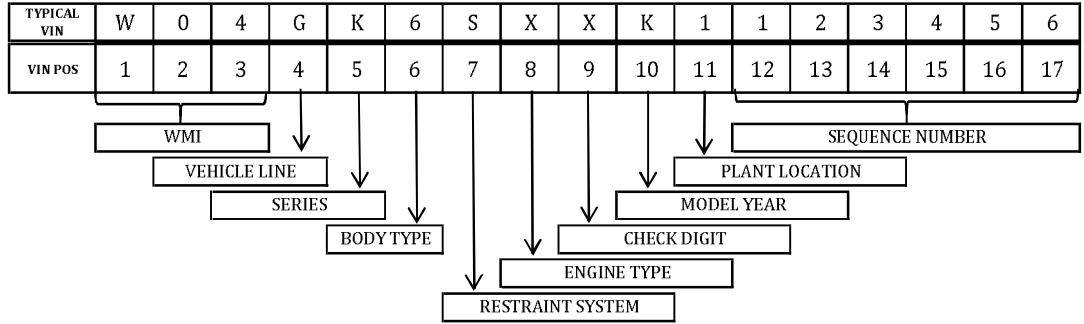 TYPICAL VIN W 0 4 G K 6 S X X K 1 1 2 3 4 5 6
VIN POS 1 2 3 4 5 6 7 8 9 10 11 12 13 14 15 16 17
WMI SEQUENCE NUMBER
VEHICLE LINE PLANT LOCATION
SERIES MODEL YEAR
BODY TYPE CHECK DIGIT
ENGINE TYPE
RESTRAINT SYSTEM